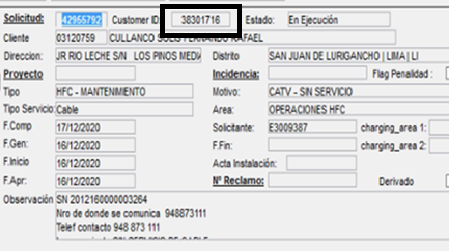 Solicitud: 42955792 Customer ID: 38301716 Estado: En Ejecución
Cliente 03120759 CULLANCO SOLIS FERNANDO RAFAEL
Direccion: JR RIO LECHE S/N LOS PINOS MEDI Distrito SAN JUAN DE LURIGANCHO | LIMA | LI
Proyecto Incidencia: Flag Penalidad :
Tipo HFC - MANTENIMIENTO Motivo: CATV - SIN SERVICIO
Tipo Servicio: Cable Area: OPERACIONES HFC
F.Comp 17/12/2020 Solicitante: E3009387 charging_area 1:
F.Gen: 16/12/2020 F.Fin: charging_area 2:
F.Inicio 16/12/2020 Acta Instalación:
F.Apr: 16/12/2020 Nº Reclamo: Derivado
Observación SN 2012160000003264
Nro de donde se comunica 948873111
Telef contacto 948 873 111